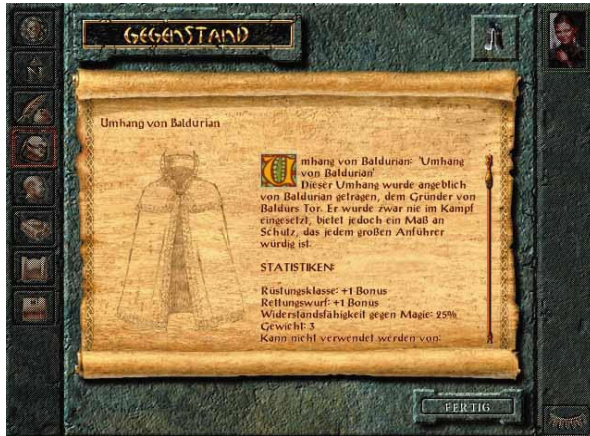 GEGENSTAND
Umhang von Baldurian
Umhang von Baldurian: 'Umhang
von Baldurian'
Dieser Umhang wurde angeblich
von Baldurian getragen, dem Gründer von
Baldurs Tor. Er wurde zwar nie im Kampf
eingesetzt, bietet jedoch ein Maß an
Schutz, das jedem großen Anführer
würdig ist.
STATISTIKEN:
Rüstungsklasse: +1 Bonus
Rettungswurf: +1 Bonus
Widerstandsfähigkeit gegen Magie: 25%
Gewicht: 3
Kann nicht verwendet werden von:
FERTIG